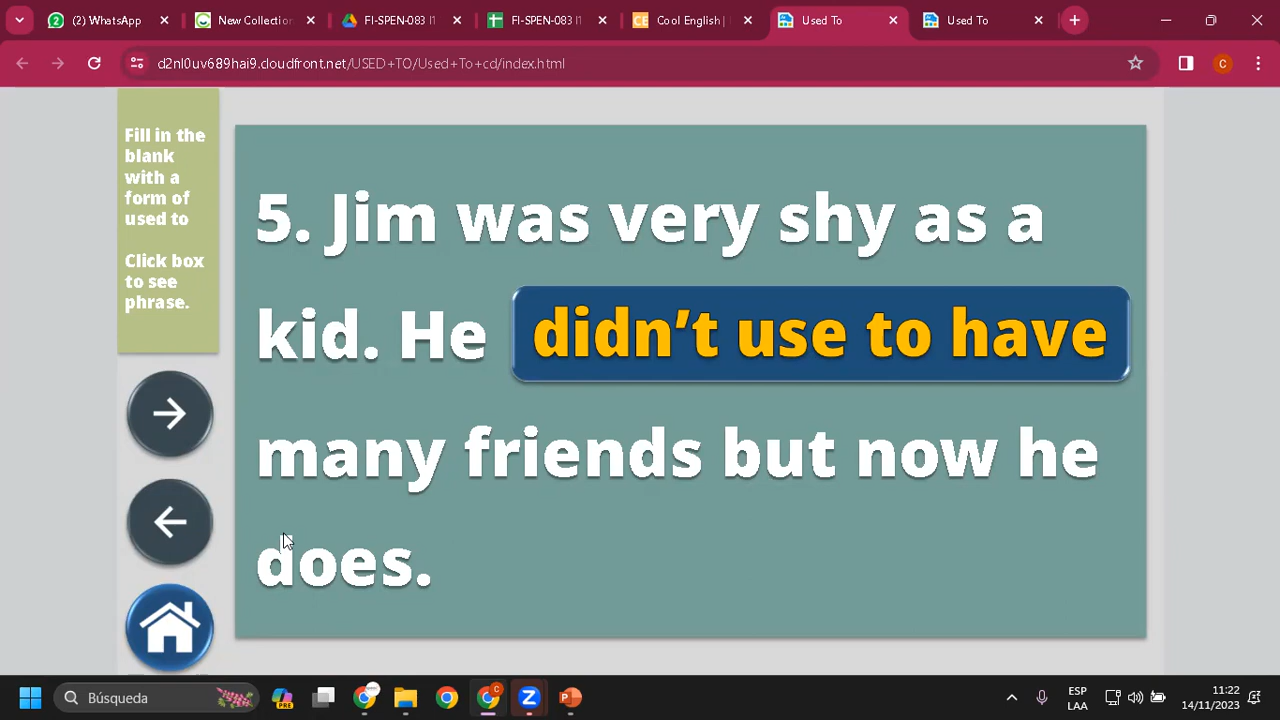 (2) WhatsApp
New Collection
FI-SPEN-083 I1
FI-SPEN-083 I1
Cool English |
Used To
Used To
d2nl0uv689hai9.cloudfront.net/USED+TO/Used+To+cd/index.html
C
Fill in the
blank
with a
form of
used to
Click box
to see
phrase.
5. Jim was very shy as a
kid. He didn’t use to have
many friends but now he
does.
Búsqueda
PRE
ESP
LAA
11:22
14/11/2023